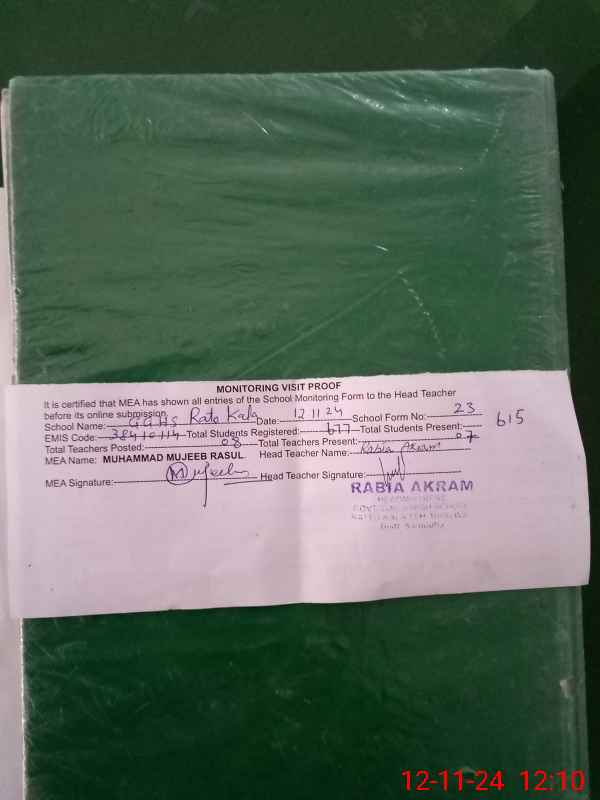 MONITORING VISIT PROOF
It is certified that MEA has shown all entries of the School Monitoring Form to the Head Teacher
before its online submission.
School Name: GGHS Rato Kala Date: 12 11 24 School Form No: 23
EMIS Code: 38410114 Total Students Registered: 677 Total Students Present: 615
Total Teachers Posted: 08 Total Teachers Present: 07
MEA Name: MUHAMMAD MUJEEB RASUL Head Teacher Name: Rabia Akram
MEA Signature: Mujeeb Head Teacher Signature:
RABIA AKRAM
HEADMISTRESS
12-11-24 12:10